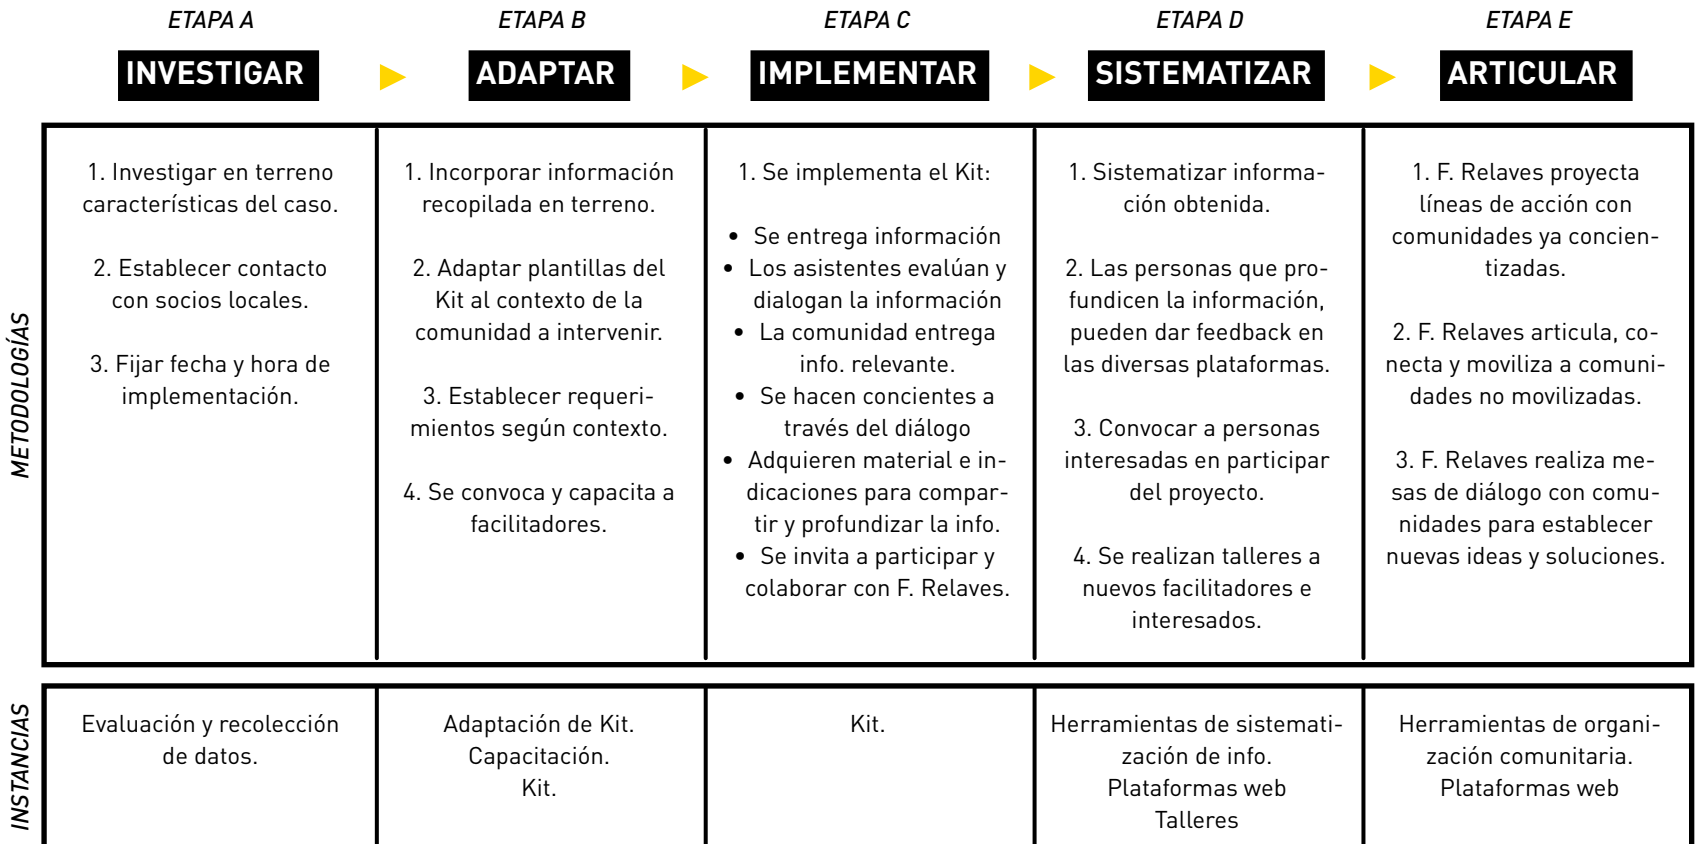 ETAPA A
ETAPA B
ETAPA C
ETAPA D
ETAPA E
INVESTIGAR
ADAPTAR
IMPLEMENTAR
SISTEMATIZAR
ARTICULAR
METODOLOGÍAS
1. Investigar en terreno
características del caso.
2. Establecer contacto
con socios locales.
3. Fijar fecha y hora de
implementación.
1. Incorporar información
recopilada en terreno.
2. Adaptar plantillas del
Kit al contexto de la
comunidad a intervenir.
3. Establecer requeri-
mientos según contexto.
4. Se convoca y capacita a
facilitadores.
1. Se implementa el Kit:
• Se entrega información
• Los asistentes evalúan y
dialogan la información
• La comunidad entrega
info. relevante.
• Se hacen concientes a
través del diálogo
• Adquieren material e in-
dicaciones para compar-
tir y profundizar la info.
• Se invita a participar y
colaborar con F. Relaves.
1. Sistematizar informa-
ción obtenida.
2. Las personas que pro-
fundicen la información,
pueden dar feedback en
las diversas plataformas.
3. Convocar a personas
interesadas en participar
del proyecto.
4. Se realizan talleres a
nuevos facilitadores e
interesados.
1. F. Relaves proyecta
líneas de acción con
comunidades ya concien-
tizadas.
2. F. Relaves articula, co-
necta y moviliza a comuni-
dades no movilizadas.
3. F. Relaves realiza me-
sas de diálogo con comu-
nidades para establecer
nuevas ideas y soluciones.
INSTANCIAS
Evaluación y recolección
de datos.
Adaptación de Kit.
Capacitación.
Kit.
Kit.
Herramientas de sistemati-
zación de info.
Plataformas web
Talleres
Herramientas de organi-
zación comunitaria.
Plataformas web